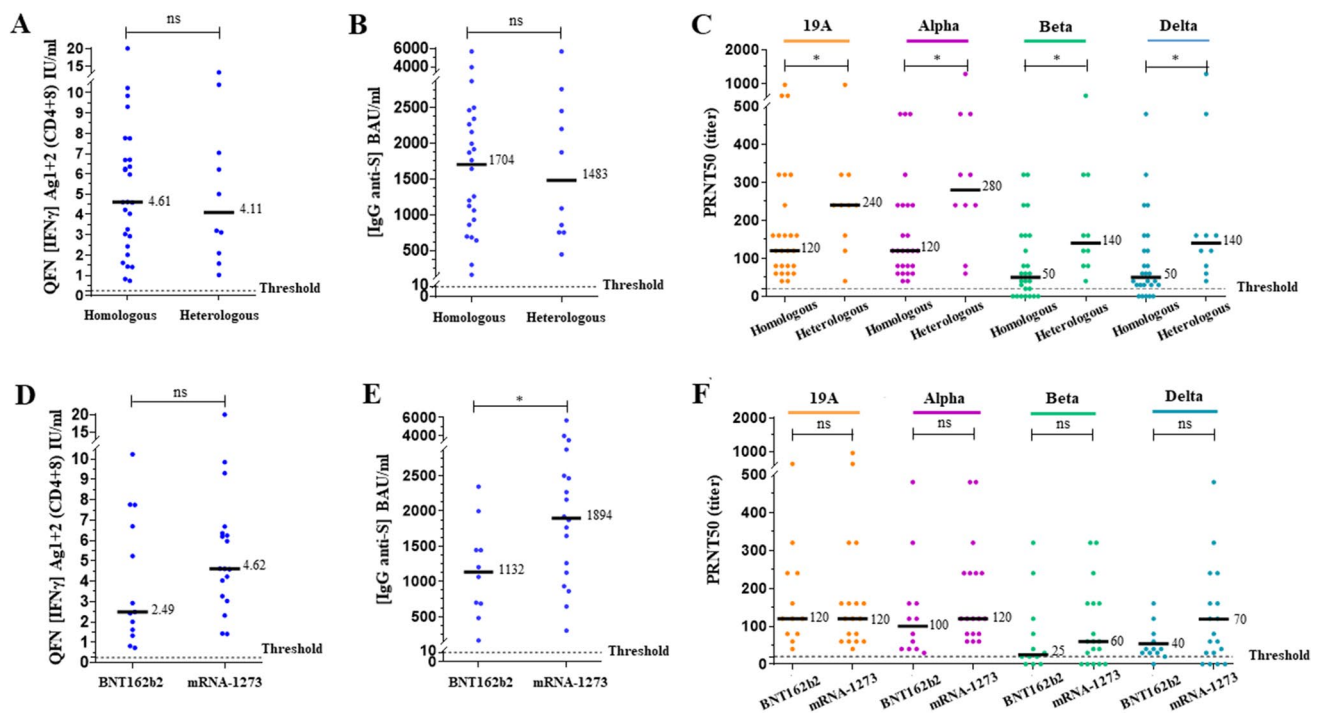 A
ns
QFN [IFNγ] Ag1+2 (CD4+8) IU/ml
20
15
10
9
8
7
6
5
4
3
2
1
0
4.61
4.11
Threshold
Homologous Heterologous
B
ns
[IgG anti-S] BAU/ml
6000
4000
2500
2000
1500
1000
500
10
0
1704
1483
Threshold
Homologous Heterologous
C
19A Alpha Beta Delta
* * * *
PRNT50 (titer)
2000
1000
500
300
200
100
0
120
240
120
280
50
140
50
140
Threshold
Homologous Heterologous Homologous Heterologous Homologous Heterologous Homologous Heterologous
D
ns
QFN [IFNγ] Ag1+2 (CD4+8) IU/ml
20
15
10
9
8
7
6
5
4
3
2
1
0
2.49
4.62
Threshold
BNT162b2 mRNA-1273
E
*
[IgG anti-S] BAU/ml
6000
4000
2500
2000
1500
1000
500
10
0
1132
1894
Threshold
BNT162b2 mRNA-1273
F
19A Alpha Beta Delta
ns ns ns ns
PRNT50 (titer)
2000
1000
500
300
200
100
0
120
120
100
120
25
60
40
70
Threshold
BNT162b2 mRNA-1273 BNT162b2 mRNA-1273 BNT162b2 mRNA-1273 BNT162b2 mRNA-1273